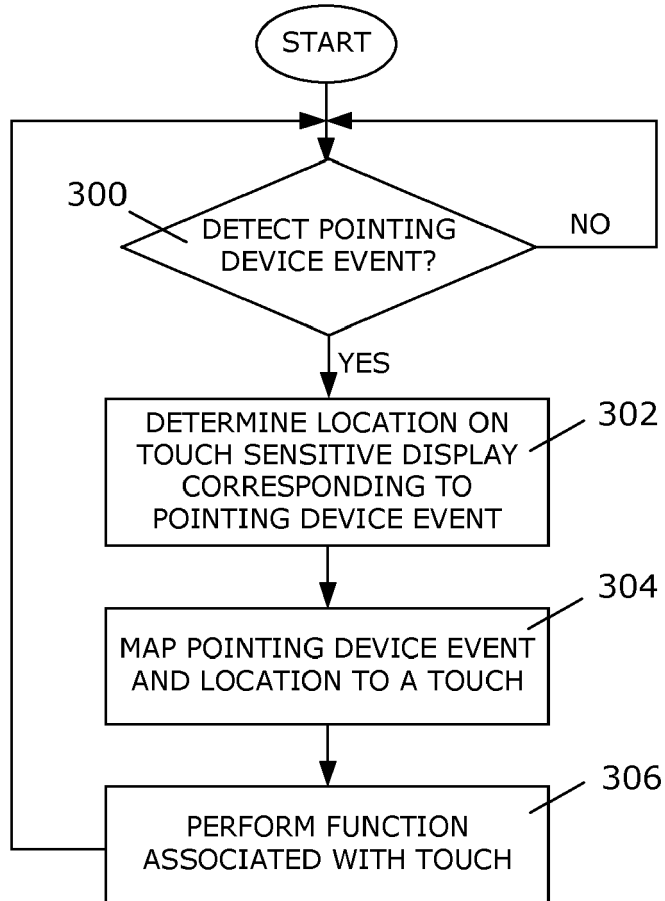 START
300
DETECT POINTING
DEVICE EVENT?
NO
YES
DETERMINE LOCATION ON
TOUCH SENSITIVE DISPLAY
CORRESPONDING TO
POINTING DEVICE EVENT
302
MAP POINTING DEVICE EVENT
AND LOCATION TO A TOUCH
304
PERFORM FUNCTION
ASSOCIATED WITH TOUCH
306